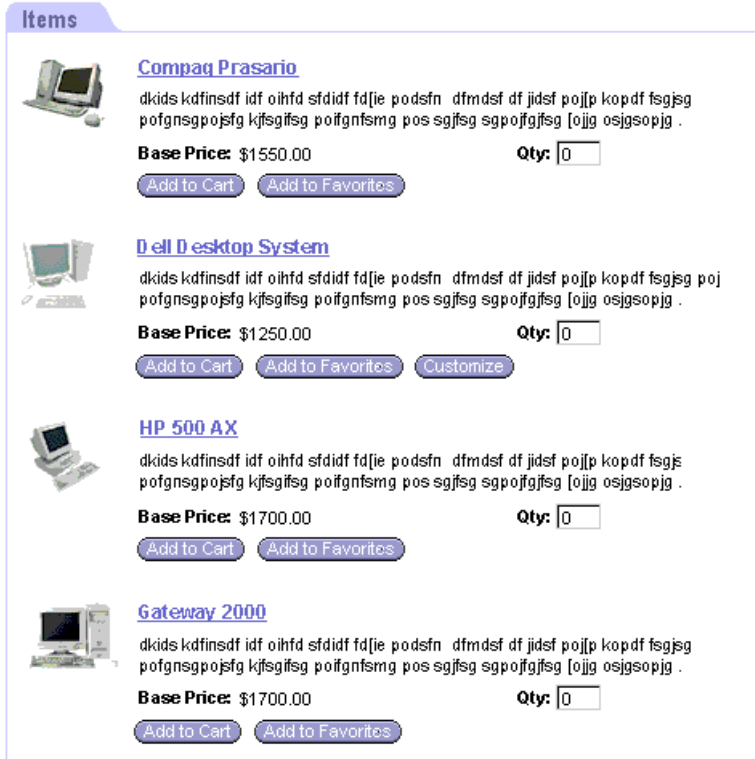 Items
Compaq Prasario
dkids kdfinsdf idf oihfd sfdidf fd[ie podsfn dfmdsf df jidsf poj[p kopdf fsgjsg
pofgnsgpojsfg kjfsgifsg poifgnfsmg pos sgjfsg sgpojfgjfsg [ojjg osjgsopjg .
Base Price: $1550.00 Qty: 0
Add to Cart Add to Favorites
Dell Desktop System
dkids kdfinsdf idf oihfd sfdidf fd[ie podsfn dfmdsf df jidsf poj[p kopdf fsgjsg poj
pofgnsgpojsfg kjfsgifsg poifgnfsmg pos sgjfsg sgpojfgjfsg [ojjg osjgsopjg .
Base Price: $1250.00 Qty: 0
Add to Cart Add to Favorites Customize
HP 500 AX
dkids kdfinsdf idf oihfd sfdidf fd[ie podsfn dfmdsf df jidsf poj[p kopdf fsgjs
pofgnsgpojsfg kjfsgifsg poifgnfsmg pos sgjfsg sgpojfgjfsg [ojjg osjgsopjg .
Base Price: $1700.00 Qty: 0
Add to Cart Add to Favorites
Gateway 2000
dkids kdfinsdf idf oihfd sfdidf fd[ie podsfn dfmdsf df jidsf poj[p kopdf fsgjsg
pofgnsgpojsfg kjfsgifsg poifgnfsmg pos sgjfsg sgpojfgjfsg [ojjg osjgsopjg .
Base Price: $1700.00 Qty: 0
Add to Cart Add to Favorites